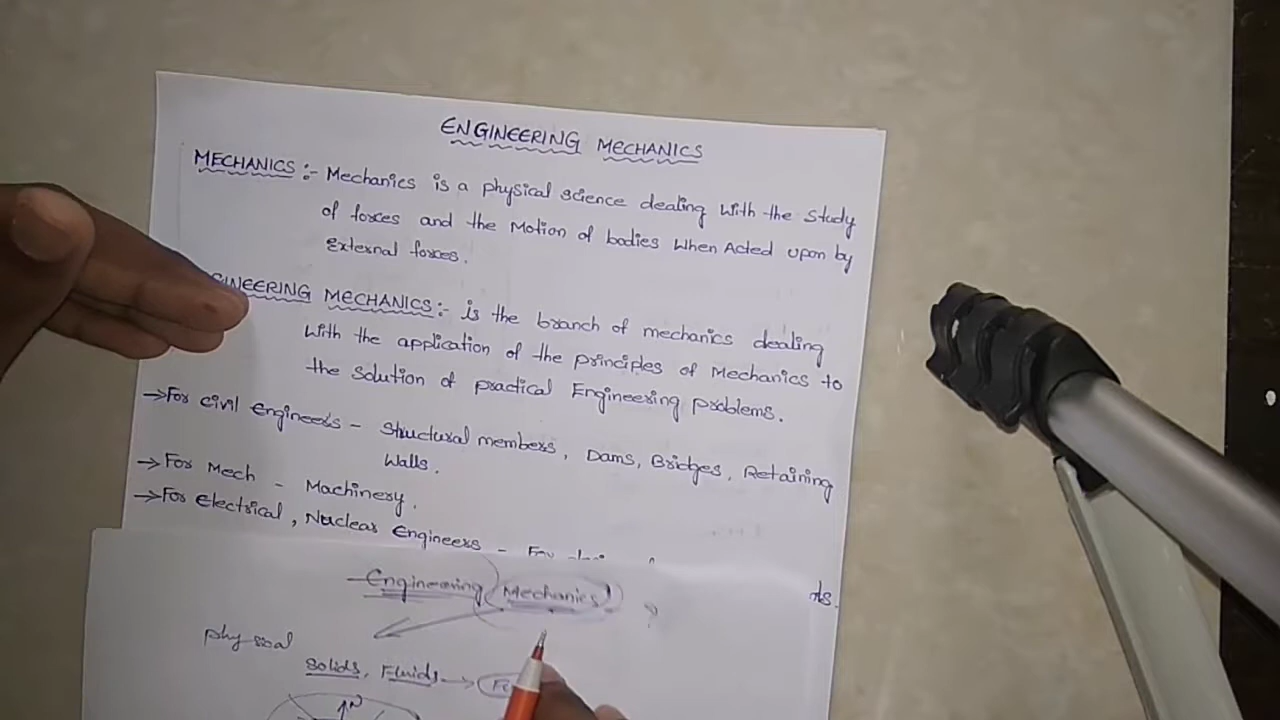 ENGINEERING MECHANICS
MECHANICS :- Mechanics is a physical science dealing with the study
of forces and the Motion of bodies when Acted upon by
External forces.
GINEERING MECHANICS :- is the branch of mechanics dealing
with the application of the principles of Mechanics to
the solution of practical Engineering problems.
→ For civil Engineers - Structural members, Dams, Bridges, Retaining
Walls.
→ For Mech - Machinery.
→ For Electrical, Nuclear Engineers -
Engineering Mechanics
?
physical
Solids, Fluids →
N